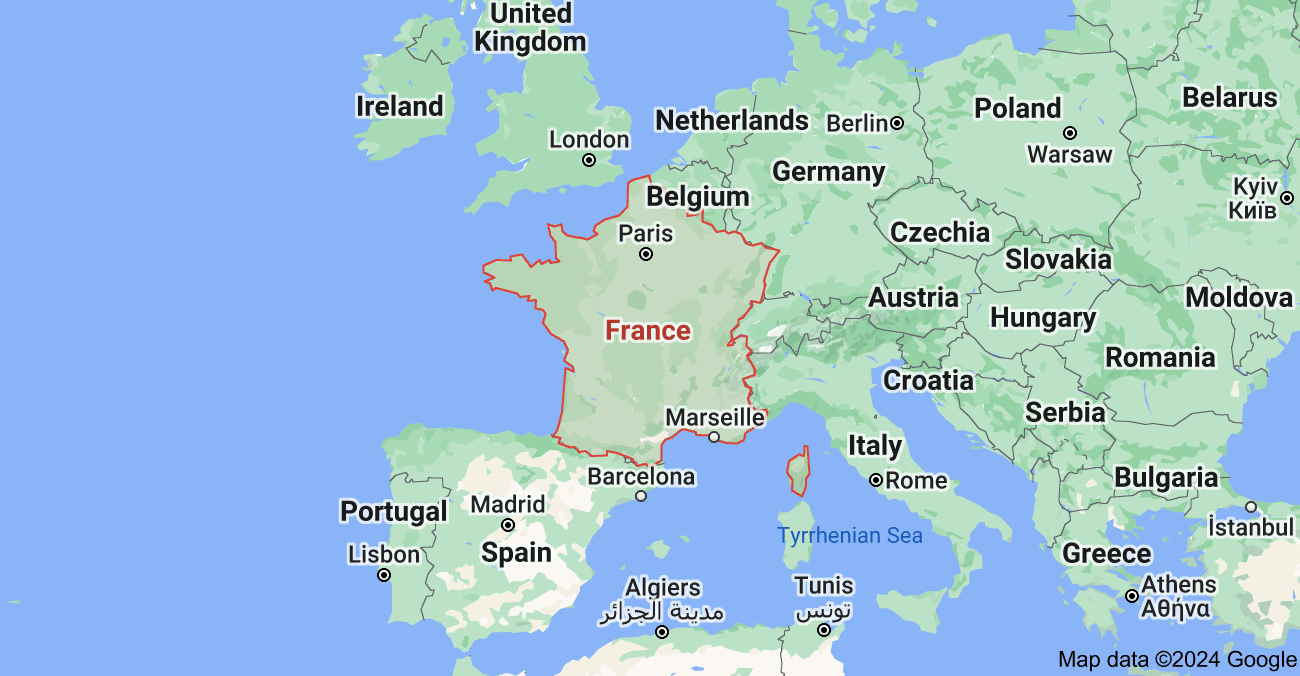 United
Kingdom
Ireland
London
Netherlands
Berlin
Poland
Warsaw
Belarus
Germany
Belgium
Kyiv
Київ
Paris
Czechia
Slovakia
Austria
Moldova
Hungary
France
Romania
Croatia
Serbia
Marseille
Italy
Rome
Barcelona
Bulgaria
Madrid
Portugal
Spain
Lisbon
Tyrrhenian Sea
İstanbul
Greece
Athens
Αθήνα
Algiers
مدينة الجزائر
Tunis
تونس
Map data ©2024 Google